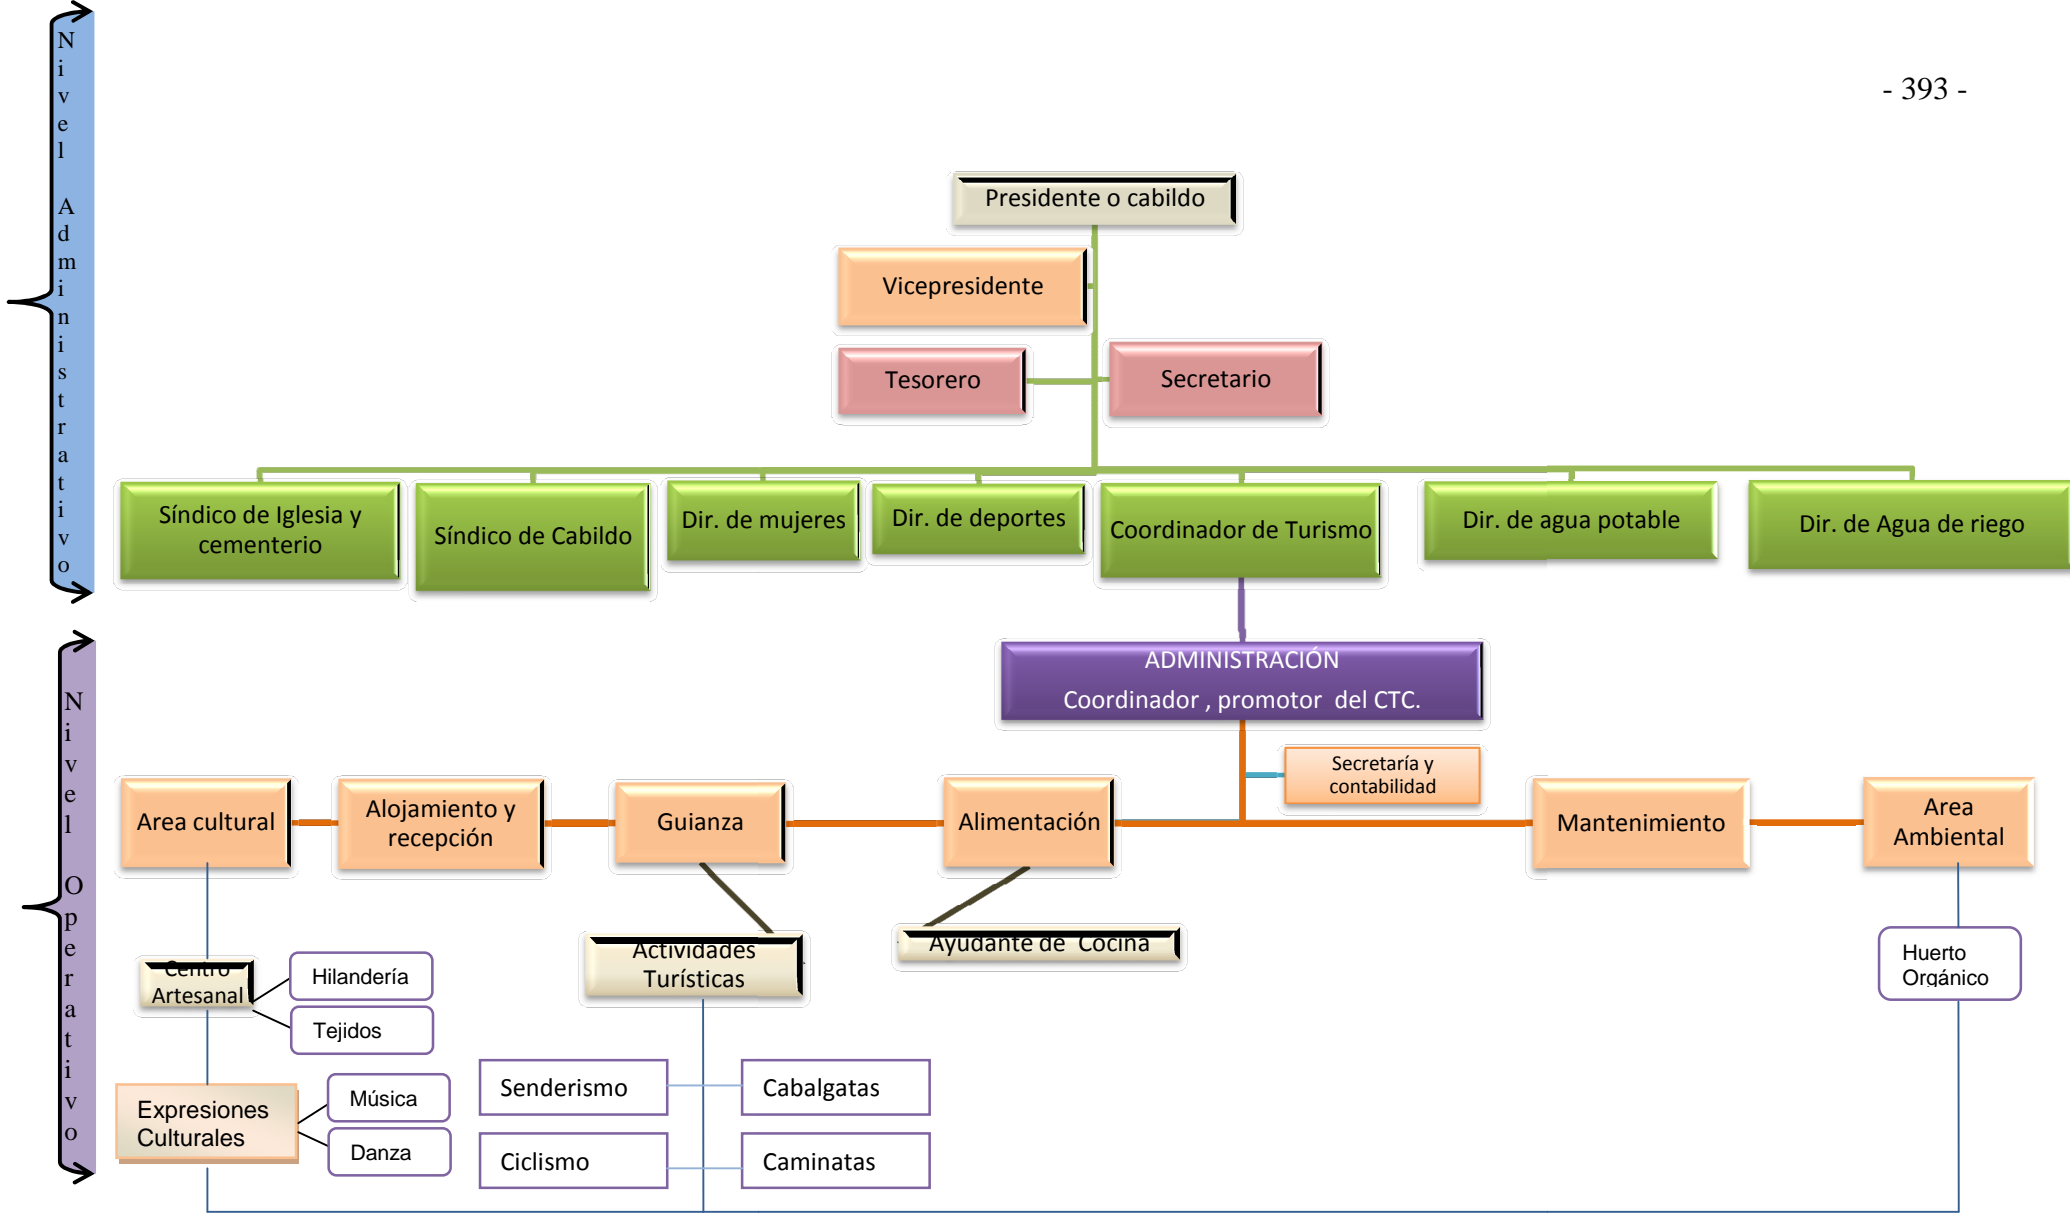 Nivel Administrativo
- 393 -
Presidente o cabildo
Vicepresidente
Tesorero
Secretario
Síndico de Iglesia y
cementerio
Síndico de Cabildo
Dir. de mujeres
Dir. de deportes
Coordinador de Turismo
Dir. de agua potable
Dir. de Agua de riego
Nivel Operativo
ADMINISTRACIÓN
Coordinador , promotor del CTC.
Secretaría y
contabilidad
Area cultural
Alojamiento y
recepción
Guianza
Alimentación
Mantenimiento
Area
Ambiental
Centro
Artesanal
Hilandería
Tejidos
Actividades
Turísticas
Ayudante de Cocina
Huerto
Orgánico
Expresiones
Culturales
Música
Danza
Senderismo
Cabalgatas
Ciclismo
Caminatas